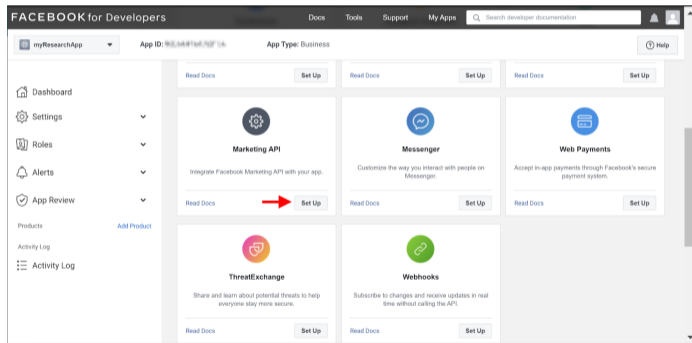 FACEBOOK for Developers
Docs
Tools
Support
My Apps
Search developer documentation
myResearchApp
App ID:
App Type: Business
Help
Dashboard
Settings
Roles
Alerts
App Review
Products
Add Product
Activity Log
Activity Log
Read Docs
Set Up
Read Docs
Set Up
Read Docs
Set Up
Marketing API
Integrate Facebook Marketing API with your app.
Read Docs
Set Up
Messenger
Customize the way you interact with people on
Messenger.
Read Docs
Set Up
Web Payments
Accept in-app payments through Facebook's secure
payment system.
Read Docs
Set Up
ThreatExchange
Share and learn about potential threats to help
everyone stay more secure.
Read Docs
Set Up
Webhooks
Subscribe to changes and receive updates in real
time without calling the API.
Read Docs
Set Up